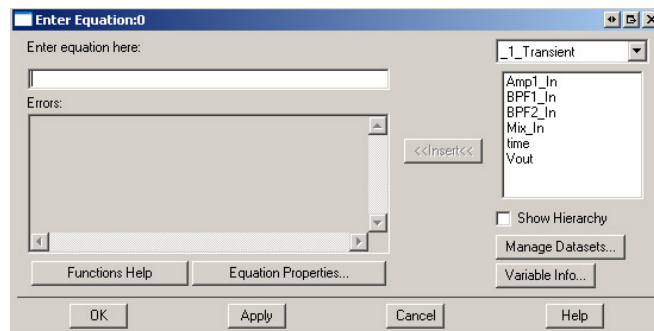 Enter Equation:0
Enter equation here:
Errors:
<<Insert<<
_1_Transient
Amp1_In
BPF1_In
BPF2_In
Mix_In
time
Vout
Show Hierarchy
Manage Datasets...
Variable Info...
Functions Help
Equation Properties...
OK
Apply
Cancel
Help